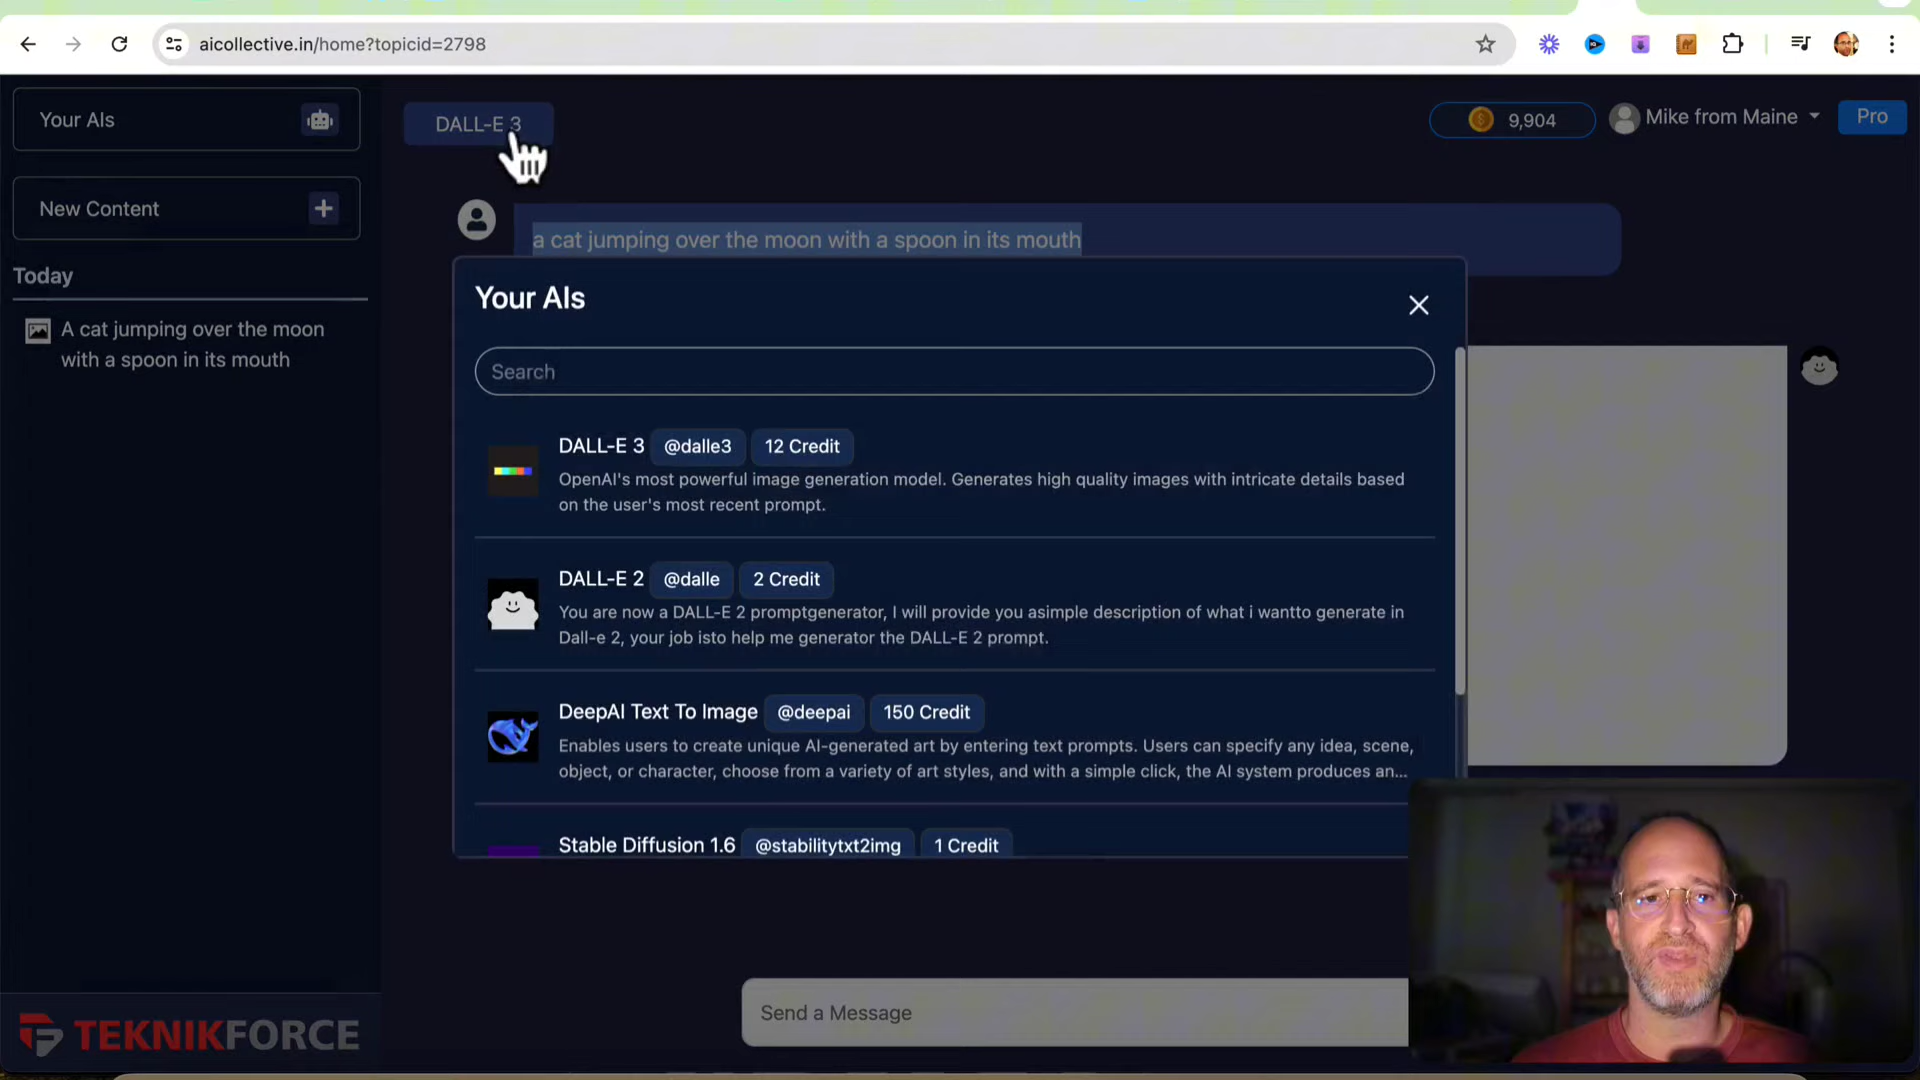 aicollective.in/home?topicid=2798
Your AIs
DALL-E 3
9,904
Mike from Maine
Pro
New Content
a cat jumping over the moon with a spoon in its mouth
Today
A cat jumping over the moon
with a spoon in its mouth
Your AIs
Search
DALL-E 3 @dalle3 12 Credit
OpenAI's most powerful image generation model. Generates high quality images with intricate details based
on the user's most recent prompt.
DALL-E 2 @dalle 2 Credit
You are now a DALL-E 2 promptgenerator, I will provide you asimple description of what i wantto generate in
Dall-e 2, your job isto help me generator the DALL-E 2 prompt.
DeepAI Text To Image @deepai 150 Credit
Enables users to create unique AI-generated art by entering text prompts. Users can specify any idea, scene,
object, or character, choose from a variety of art styles, and with a simple click, the AI system produces an...
Stable Diffusion 1.6 @stabilitytxt2img 1 Credit
Send a Message
TEKNIKFORCE